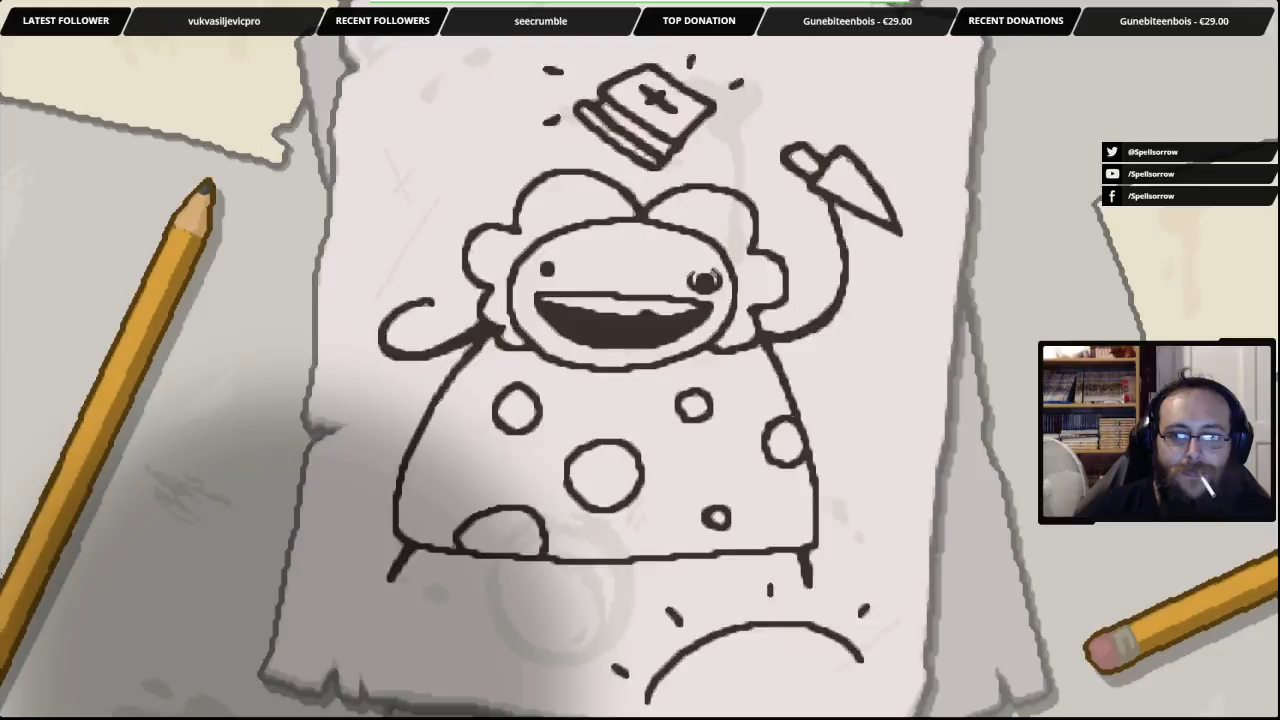 LATEST FOLLOWER vukvasiljevicpro RECENT FOLLOWERS seecrumble TOP DONATION Gunebiteenbois - €29.00 RECENT DONATIONS Gunebiteenbois - €29.00
@Spellsorrow
/Spellsorrow
/Spellsorrow